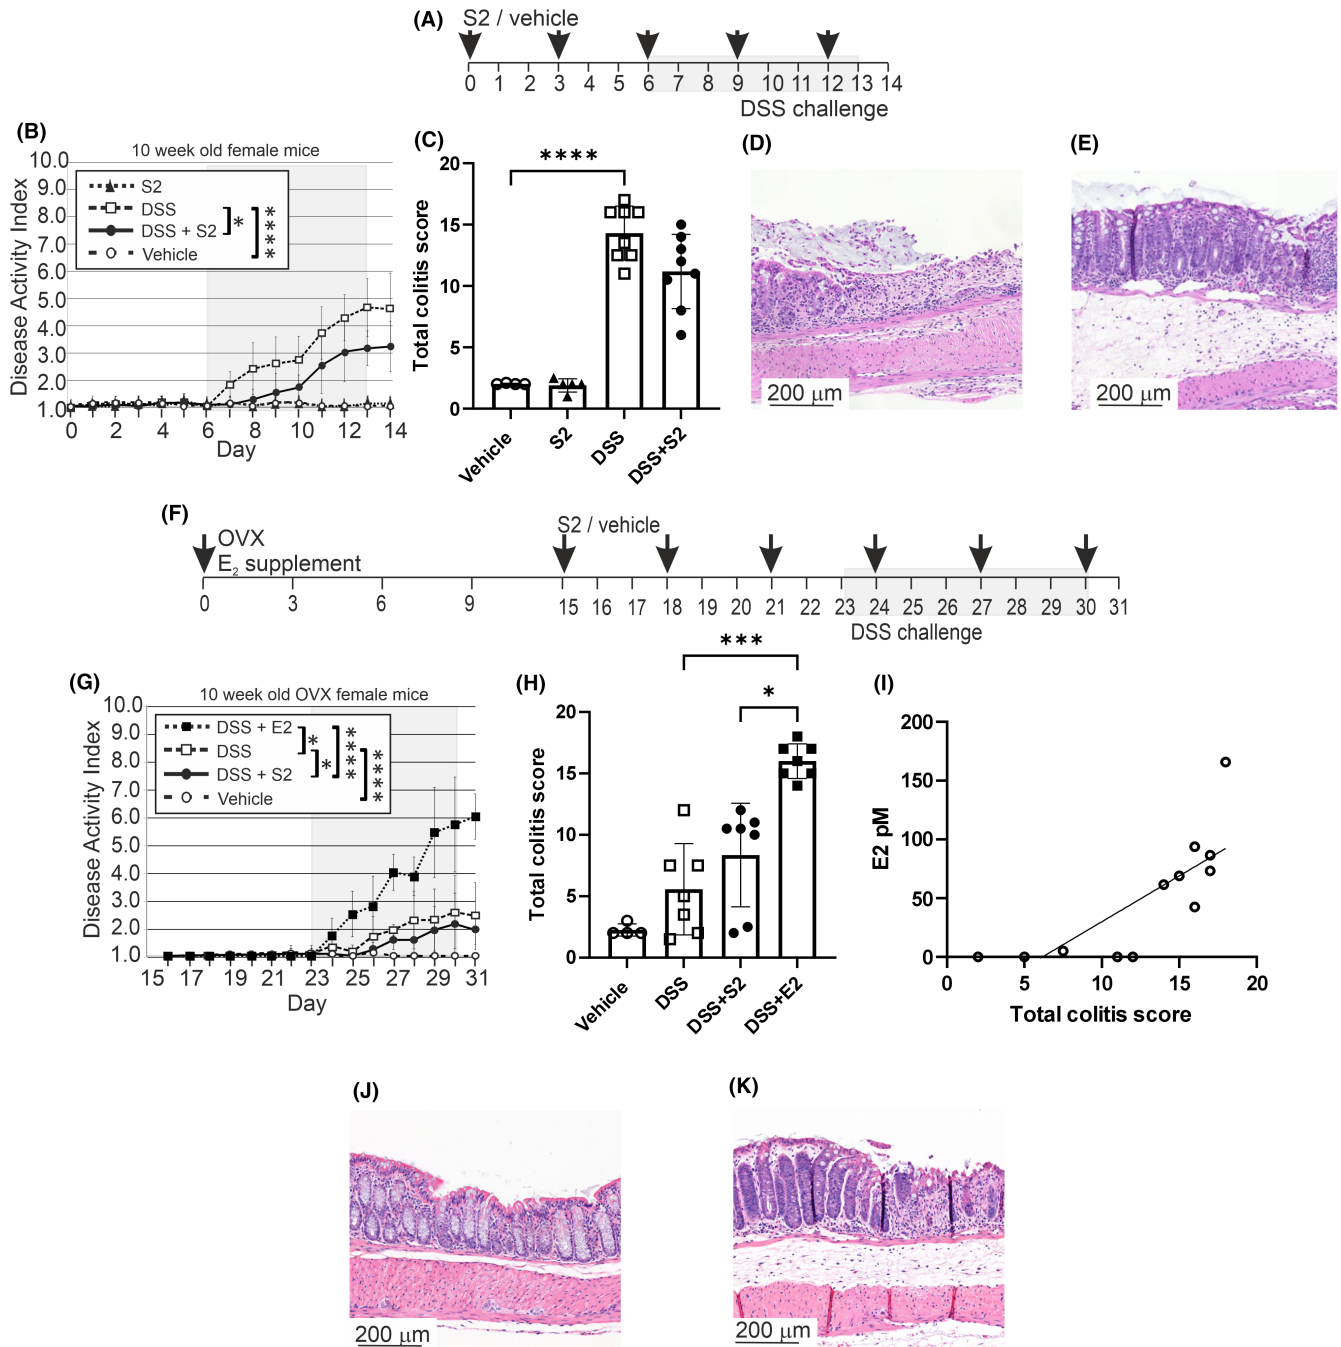 (A)
S2 / vehicle
0 1 2 3 4 5 6 7 8 9 10 11 12 13 14
DSS challenge
(B)
10 week old female mice
10.0
9.0
8.0
7.0
6.0
5.0
4.0
3.0
2.0
1.0
Disease Activity Index
S2
DSS
DSS + S2
Vehicle
*
****
0 2 4 6 8 10 12 14
Day
(C)
****
20
15
10
5
0
Total colitis score
Vehicle
S2
DSS
DSS+S2
(D)
200 µm
(E)
200 µm
(F)
OVX
E2 supplement
S2 / vehicle
0 3 6 9 15 16 17 18 19 20 21 22 23 24 25 26 27 28 29 30 31
DSS challenge
(G)
10 week old OVX female mice
10.0
9.0
8.0
7.0
6.0
5.0
4.0
3.0
2.0
1.0
Disease Activity Index
DSS + E2
DSS
DSS + S2
Vehicle
*
*
****
****
15 17 19 21 23 25 27 29 31
Day
(H)
***
*
20
15
10
5
0
Total colitis score
Vehicle
DSS
DSS+S2
DSS+E2
(I)
200
150
100
50
0
E2 pM
0 5 10 15 20
Total colitis score
(J)
200 µm
(K)
200 µm